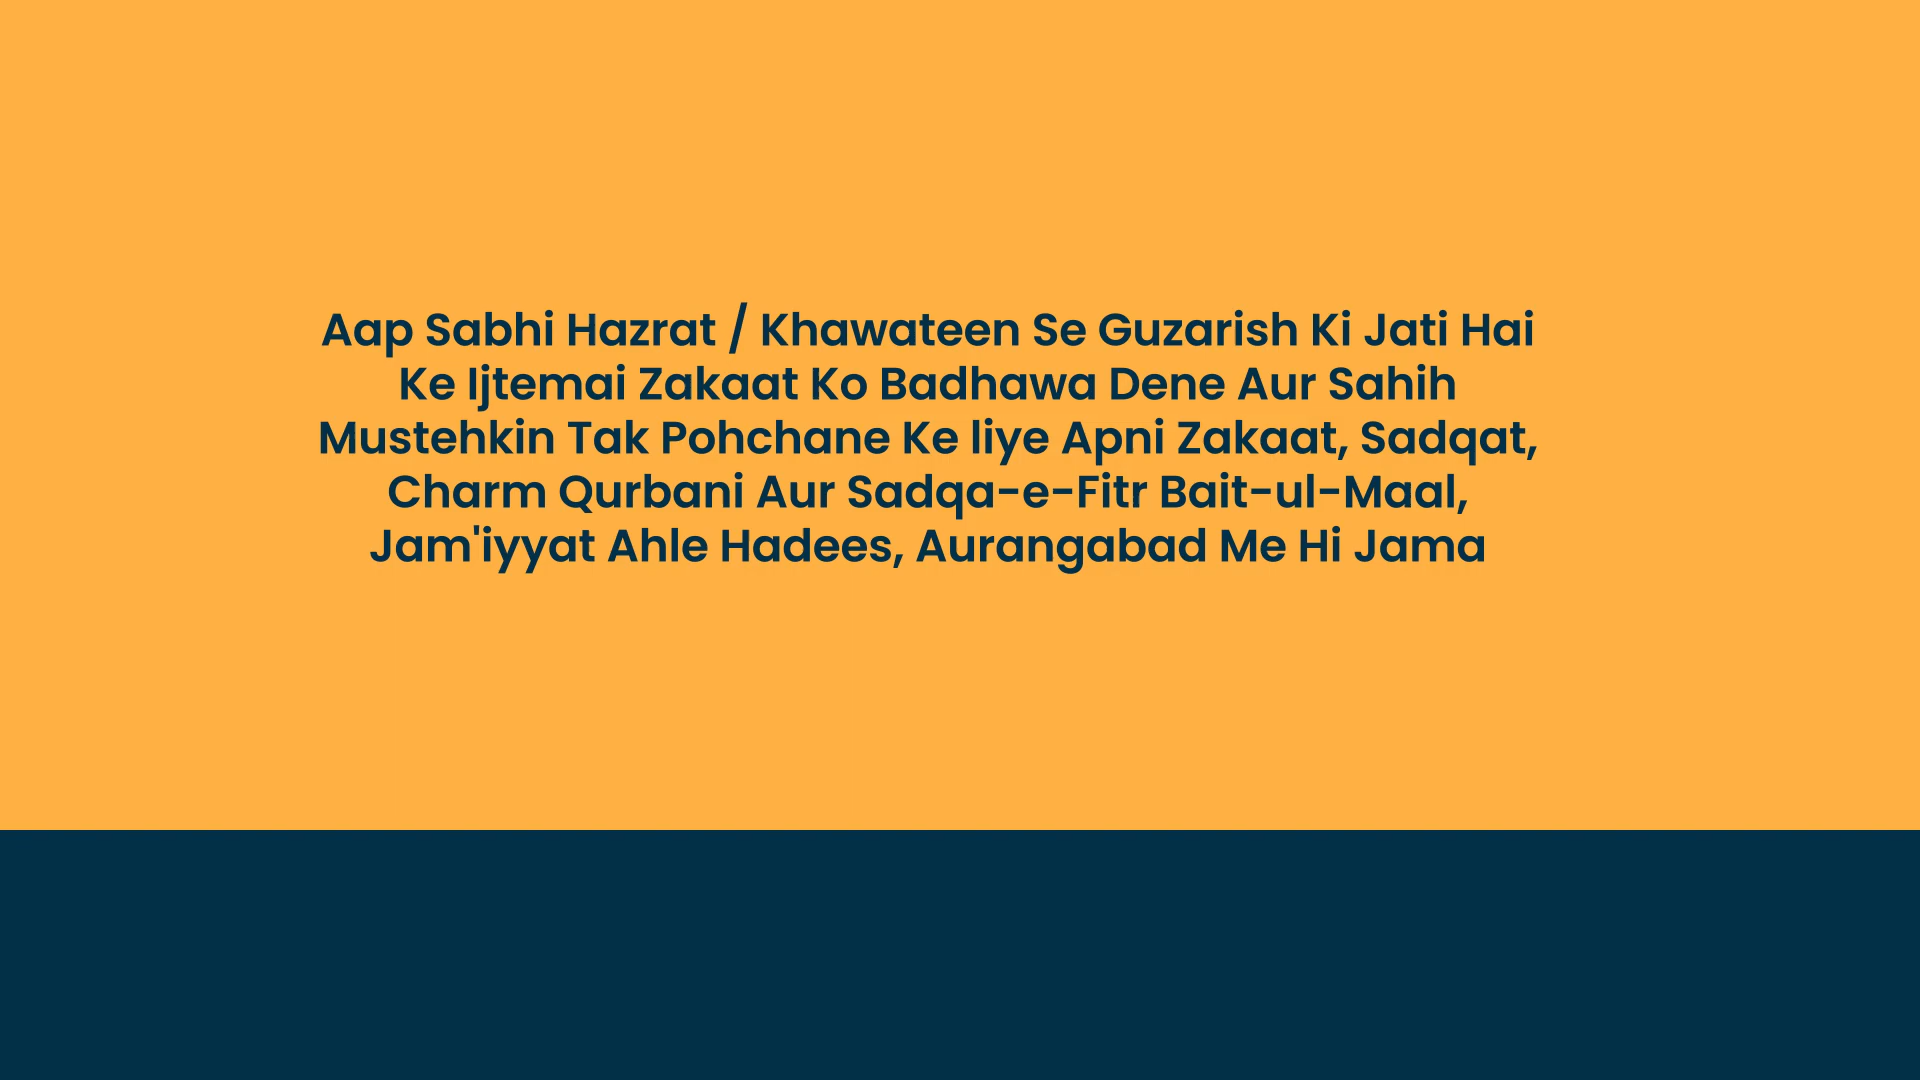 Aap Sabhi Hazrat / Khawateen Se Guzarish Ki Jati Hai
Ke Ijtemai Zakaat Ko Badhawa Dene Aur Sahih
Mustehkin Tak Pohchane Ke liye Apni Zakaat, Sadqat,
Charm Qurbani Aur Sadqa-e-Fitr Bait-ul-Maal,
Jam'iyyat Ahle Hadees, Aurangabad Me Hi Jama